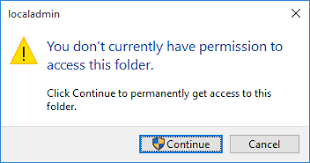 localadmin
You don't currently have permission to
access this folder.
Click Continue to permanently get access to this
folder.
Continue
Cancel